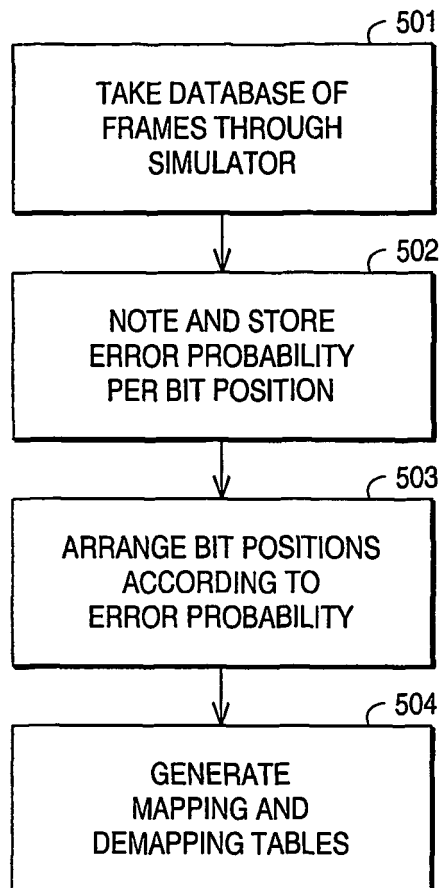 501
TAKE DATABASE OF
FRAMES THROUGH
SIMULATOR
502
NOTE AND STORE
ERROR PROBABILITY
PER BIT POSITION
503
ARRANGE BIT POSITIONS
ACCORDING TO
ERROR PROBABILITY
504
GENERATE
MAPPING AND
DEMAPPING TABLES